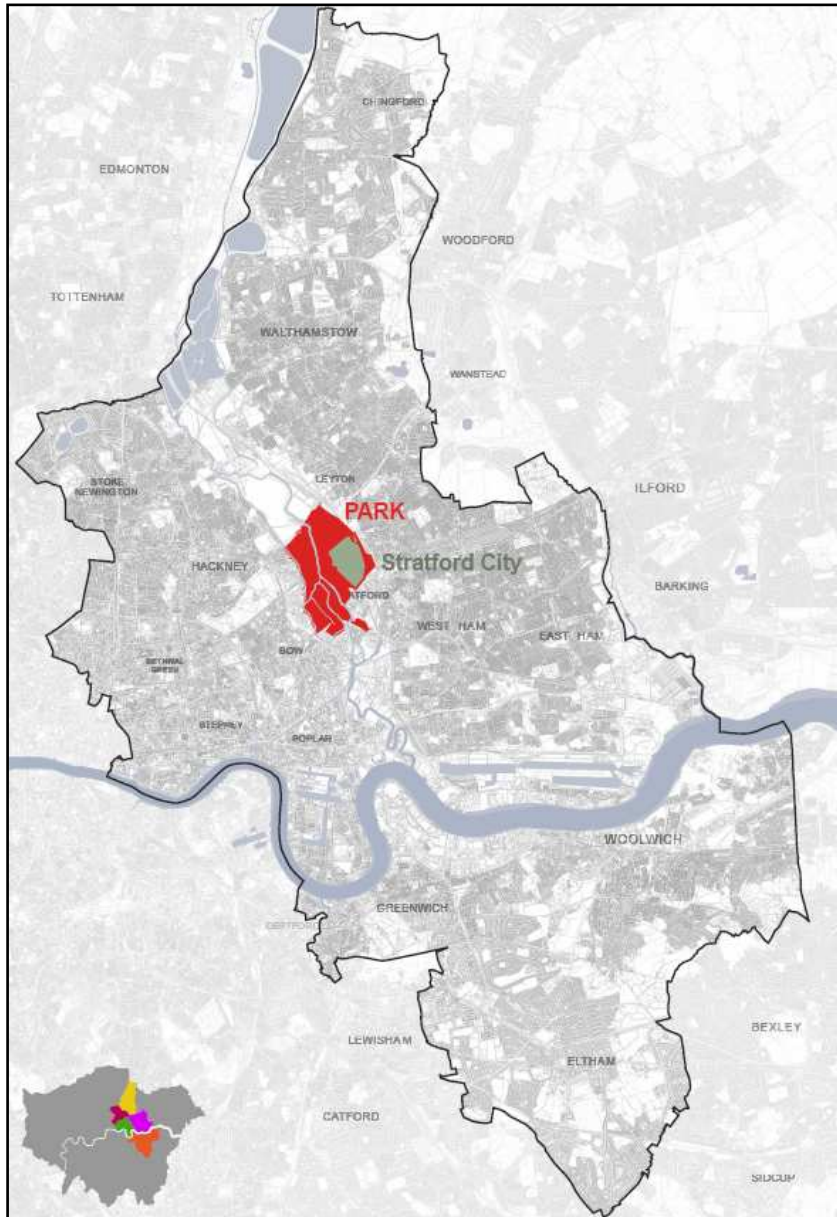 CHINGFORD
EDMONTON
WOODFORD
TOTTENHAM
WALTHAMSTOW
WANSTEAD
LEYTON
STOKE
NEWINGTON
ILFORD
PARK
HACKNEY
Stratford City
BARKING
ATFORD
WEST HAM
EAST HAM
BOW
BETHNAL
GREEN
STEPNEY
POPLAR
WOOLWICH
GREENWICH
DEPTFORD
BEXLEY
LEWISHAM
ELTHAM
CATFORD
SIDCUP